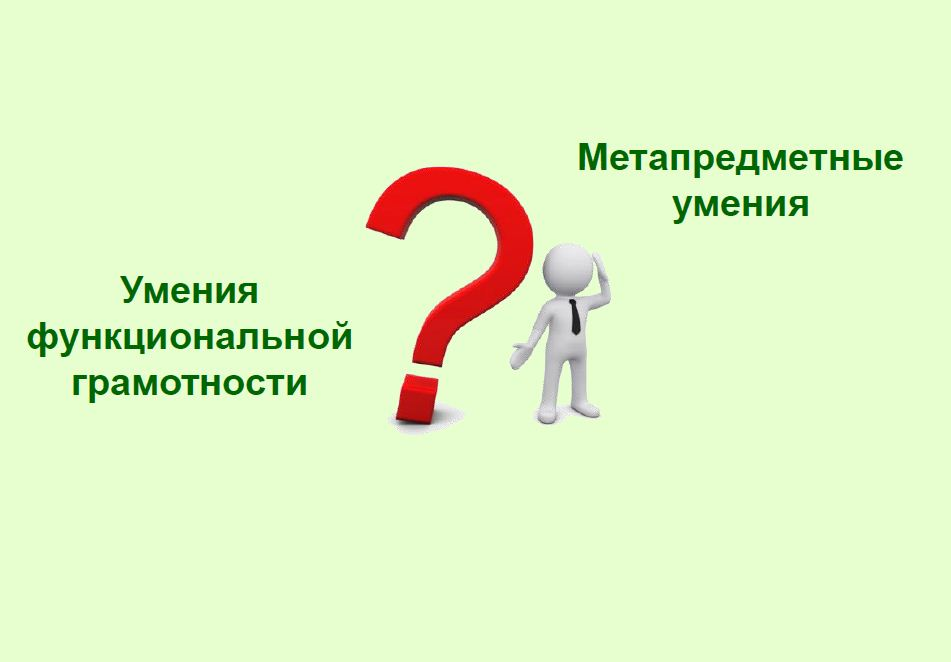 Метапредметные
умения
Умения
функциональной
грамотности